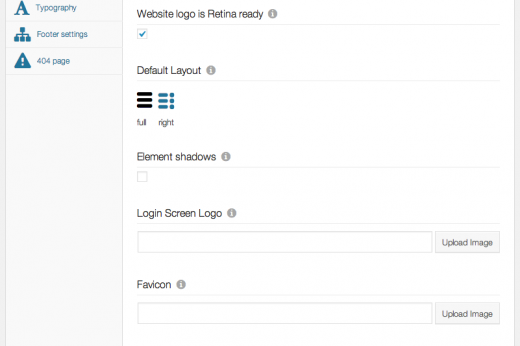 Typography
Footer settings
404 page
Website logo is Retina ready
Default Layout
full right
Element shadows
Login Screen Logo
Upload Image
Favicon
Upload Image